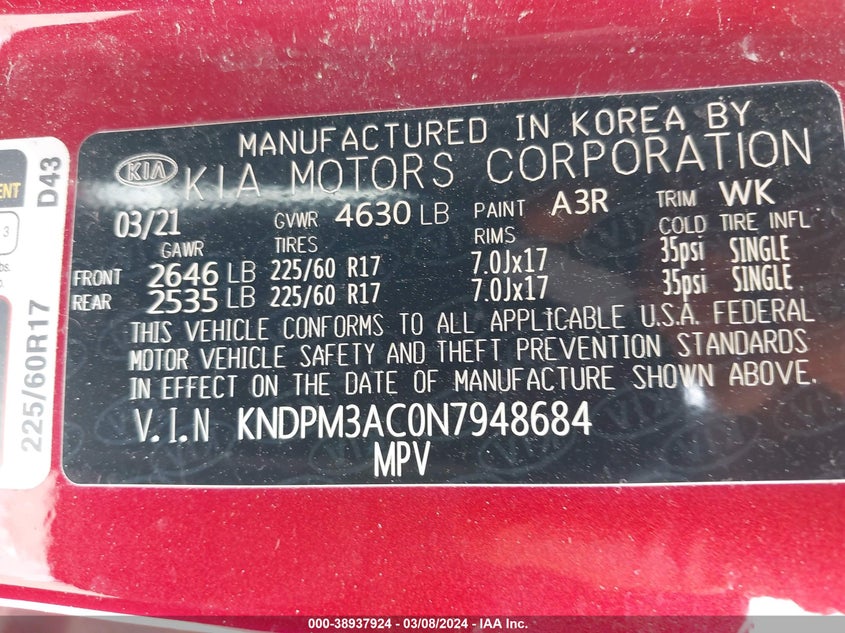 MANUFACTURED IN KOREA BY
KIA KIA MOTORS CORPORATION
03/21 GVWR 4630 LB PAINT A3R TRIM WK
GAWR TIRES RIMS COLD TIRE INFL
FRONT 2646 LB 225/60 R17 7.0Jx17 35psi SINGLE
REAR 2535 LB 225/60 R17 7.0Jx17 35psi SINGLE
THIS VEHICLE CONFORMS TO ALL APPLICABLE U.S.A. FEDERAL
MOTOR VEHICLE SAFETY AND THEFT PREVENTION STANDARDS
IN EFFECT ON THE DATE OF MANUFACTURE SHOWN ABOVE.
V.I.N KNDPM3AC0N7948684
MPV
D43
225/60R17
3
000-38937924 - 03/08/2024 - IAA Inc.